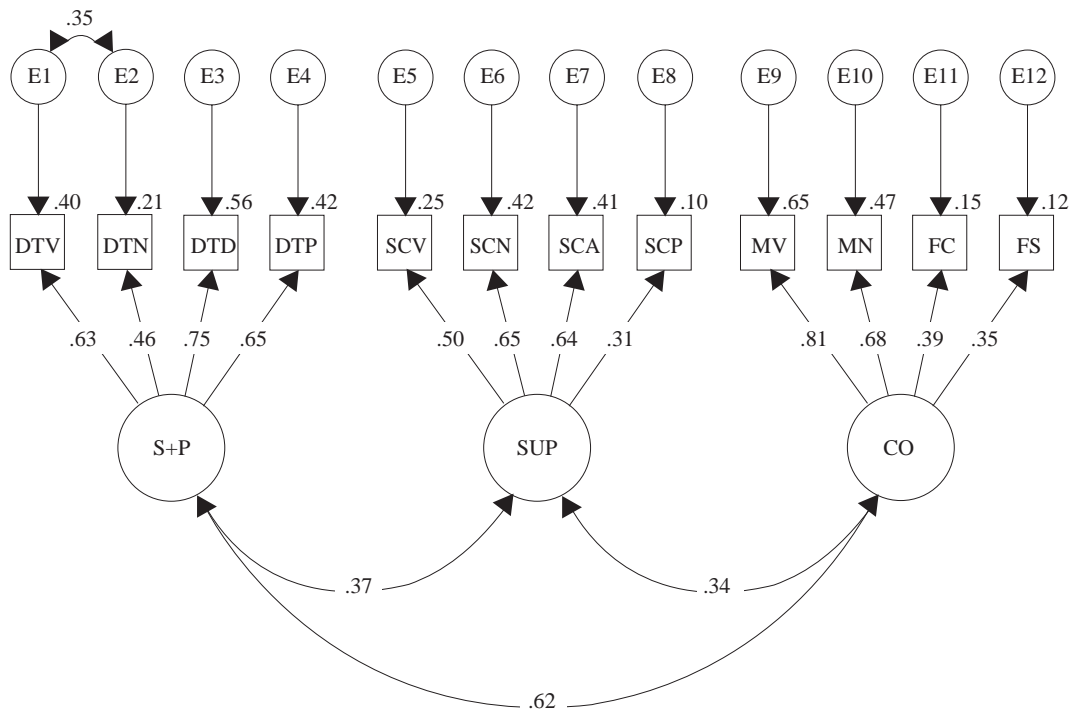 .35
E1 E2 E3 E4 E5 E6 E7 E8 E9 E10 E11 E12
.40 .21 .56 .42 .25 .42 .41 .10 .65 .47 .15 .12
DTV DTN DTD DTP SCV SCN SCA SCP MV MN FC FS
.63 .46 .75 .65 .50 .65 .64 .31 .81 .68 .39 .35
S+P SUP CO
.37 .34
.62